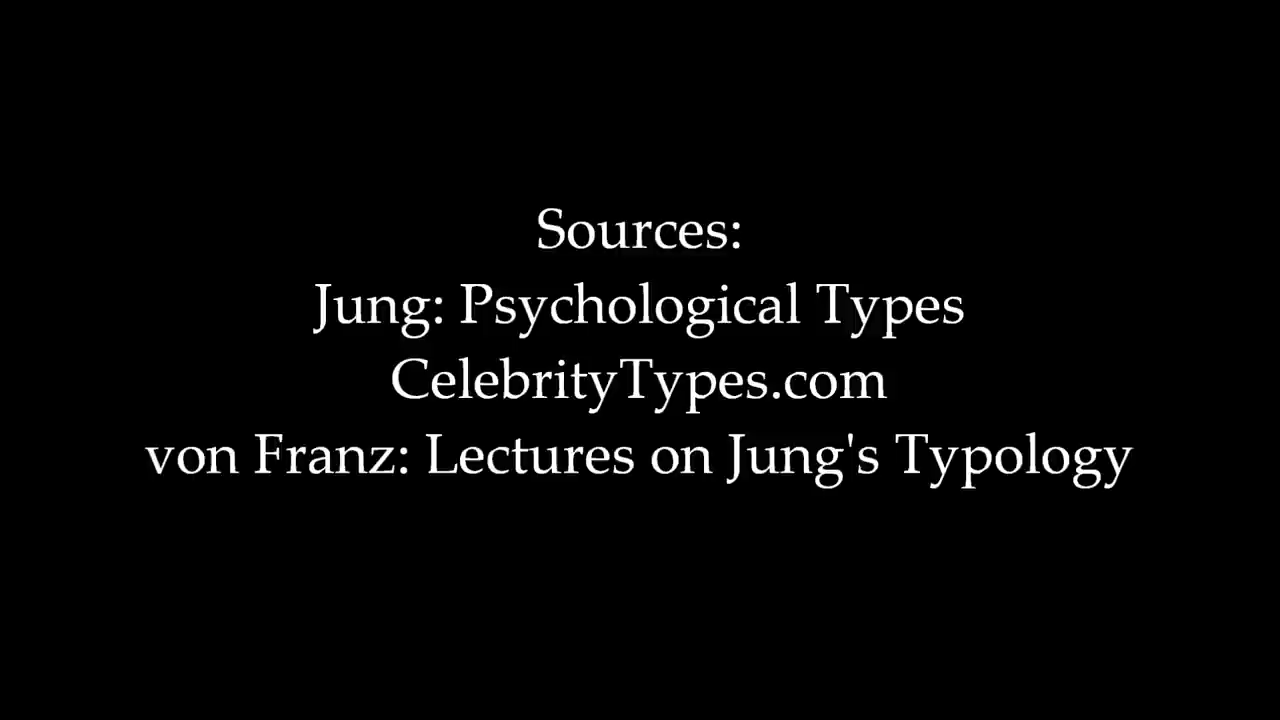 Sources:
Jung: Psychological Types
CelebrityTypes.com
von Franz: Lectures on Jung's Typology